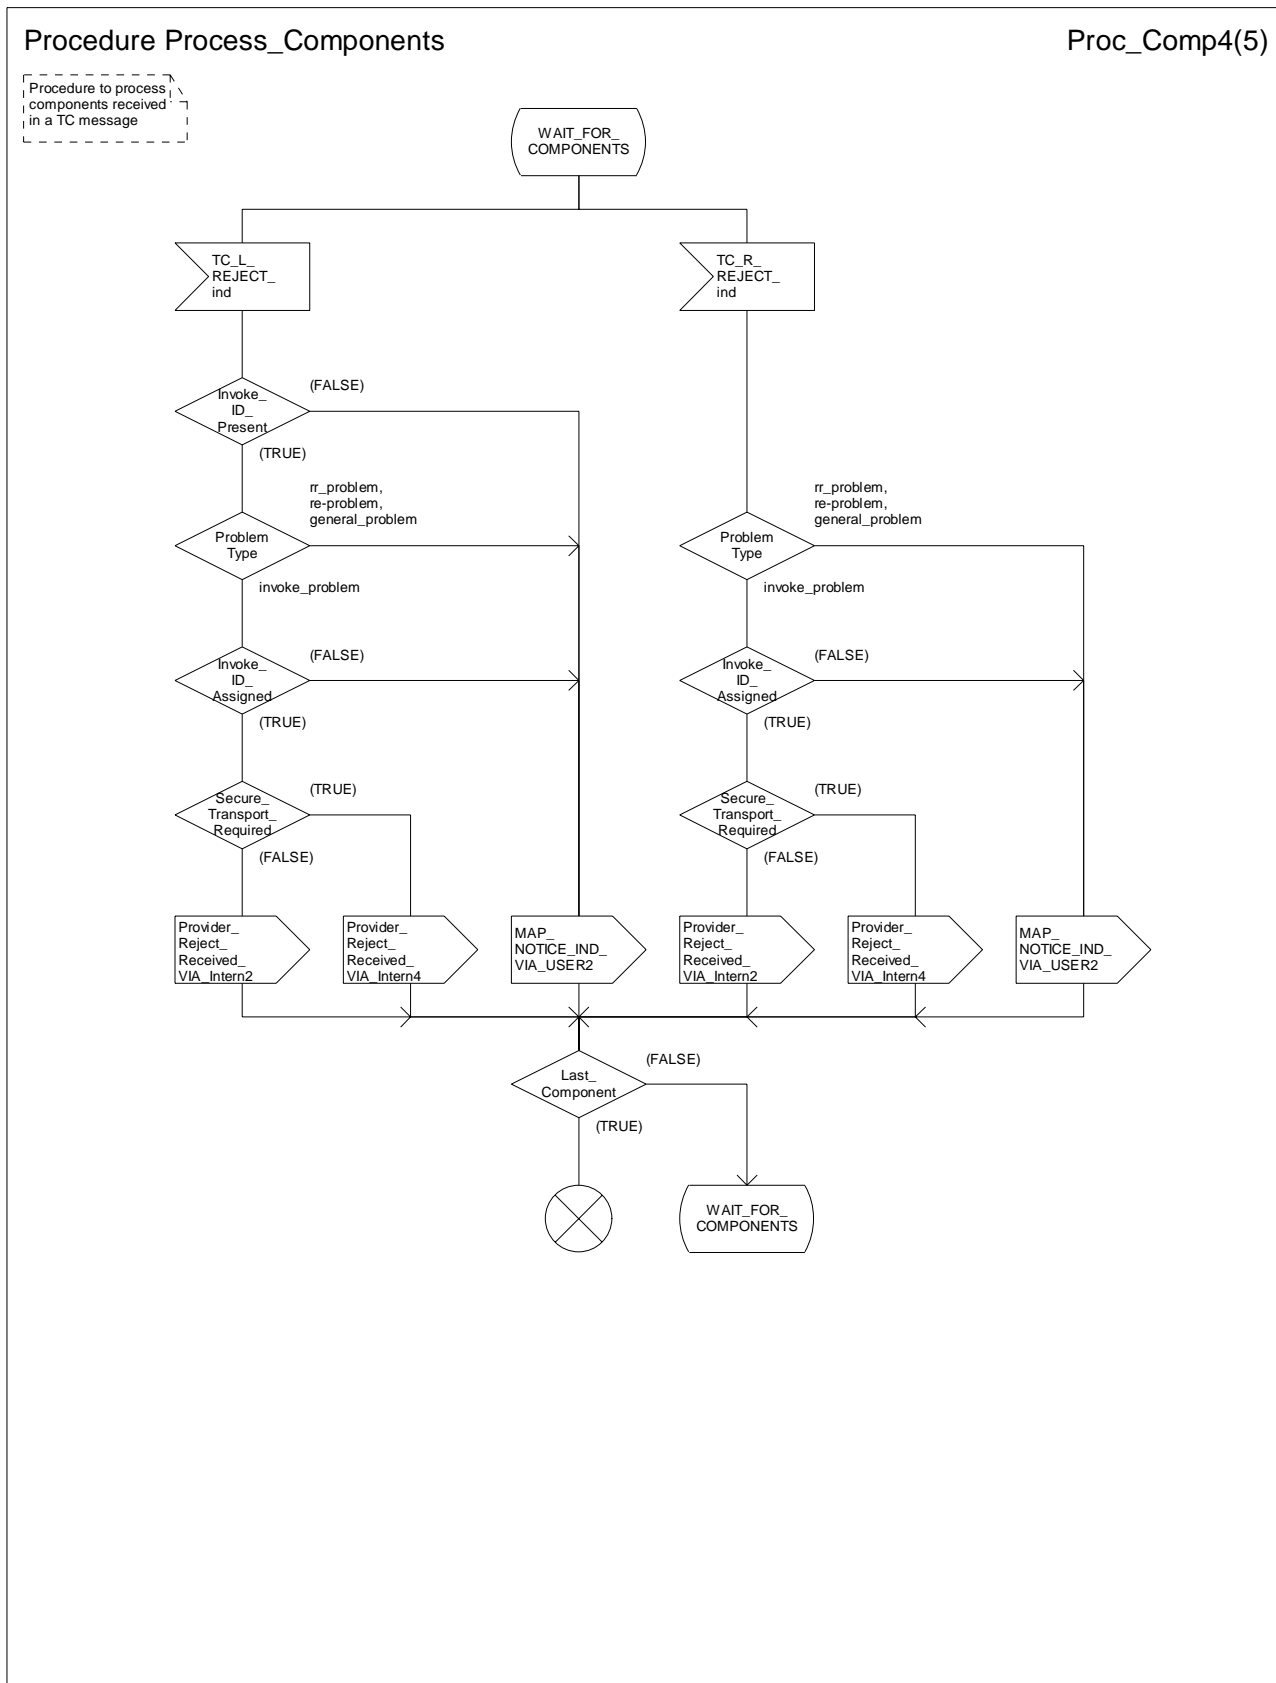 Procedure Process_Components
Proc_Comp4(5)
Procedure to process
components received
in a TC message
WAIT_FOR_
COMPONENTS
TC_L_
REJECT_
ind
TC_R_
REJECT_
ind
Invoke_
ID_
Present
(FALSE)
(TRUE)
rr_problem,
re-problem,
general_problem
Problem
Type
invoke_problem
rr_problem,
re-problem,
general_problem
Problem
Type
invoke_problem
Invoke_
ID_
Assigned
(FALSE)
(TRUE)
Invoke_
ID_
Assigned
(FALSE)
(TRUE)
Secure_
Transport_
Required
(TRUE)
(FALSE)
Secure_
Transport_
Required
(TRUE)
(FALSE)
Provider_
Reject_
Received_
VIA_Intern2
Provider_
Reject_
Received_
VIA_Intern4
MAP_
NOTICE_IND_
VIA_USER2
Provider_
Reject_
Received_
VIA_Intern2
Provider_
Reject_
Received_
VIA_Intern4
MAP_
NOTICE_IND_
VIA_USER2
Last_
Component
(FALSE)
(TRUE)
WAIT_FOR_
COMPONENTS